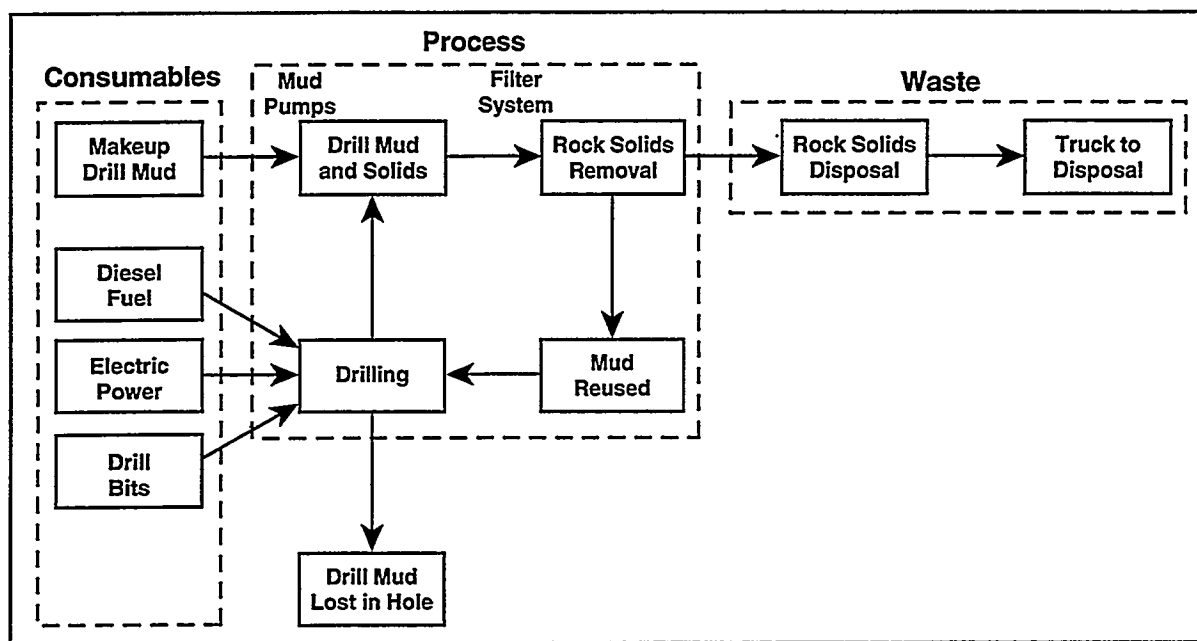 Process
Consumables
Waste
Mud
Pumps
Filter
System
Makeup
Drill Mud
Drill Mud
and Solids
Rock Solids
Removal
Rock Solids
Disposal
Truck to
Disposal
Diesel
Fuel
Electric
Power
Drilling
Mud
Reused
Drill
Bits
Drill Mud
Lost in Hole